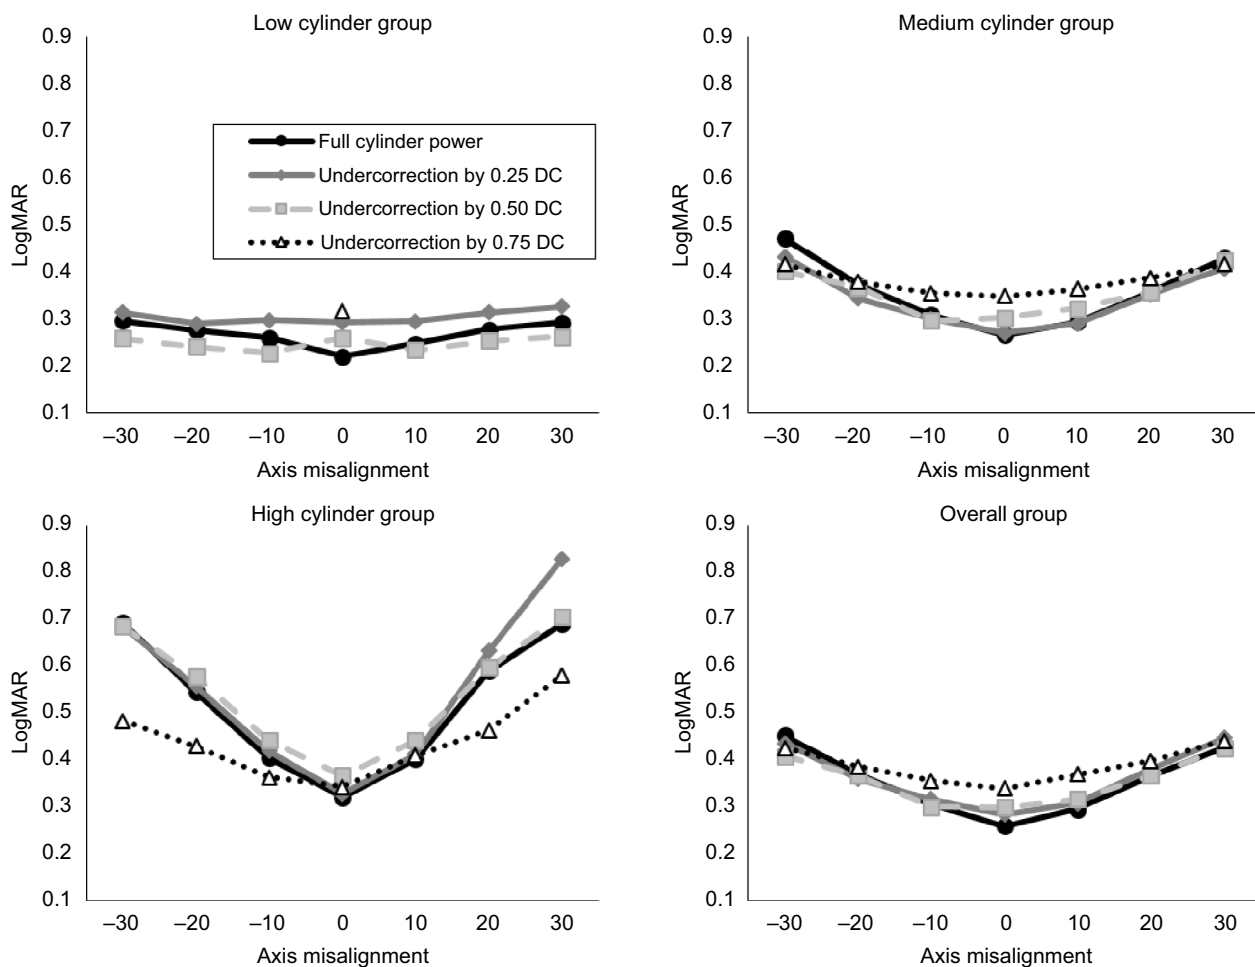 Low cylinder group
0.9
0.8
0.7
0.6
0.5
0.4
0.3
0.2
0.1
LogMAR
Full cylinder power
Undercorrection by 0.25 DC
Undercorrection by 0.50 DC
Undercorrection by 0.75 DC
–30 –20 –10 0 10 20 30
Axis misalignment
Medium cylinder group
0.9
0.8
0.7
0.6
0.5
0.4
0.3
0.2
0.1
LogMAR
–30 –20 –10 0 10 20 30
Axis misalignment
High cylinder group
0.9
0.8
0.7
0.6
0.5
0.4
0.3
0.2
0.1
LogMAR
–30 –20 –10 0 10 20 30
Axis misalignment
Overall group
0.9
0.8
0.7
0.6
0.5
0.4
0.3
0.2
0.1
LogMAR
–30 –20 –10 0 10 20 30
Axis misalignment